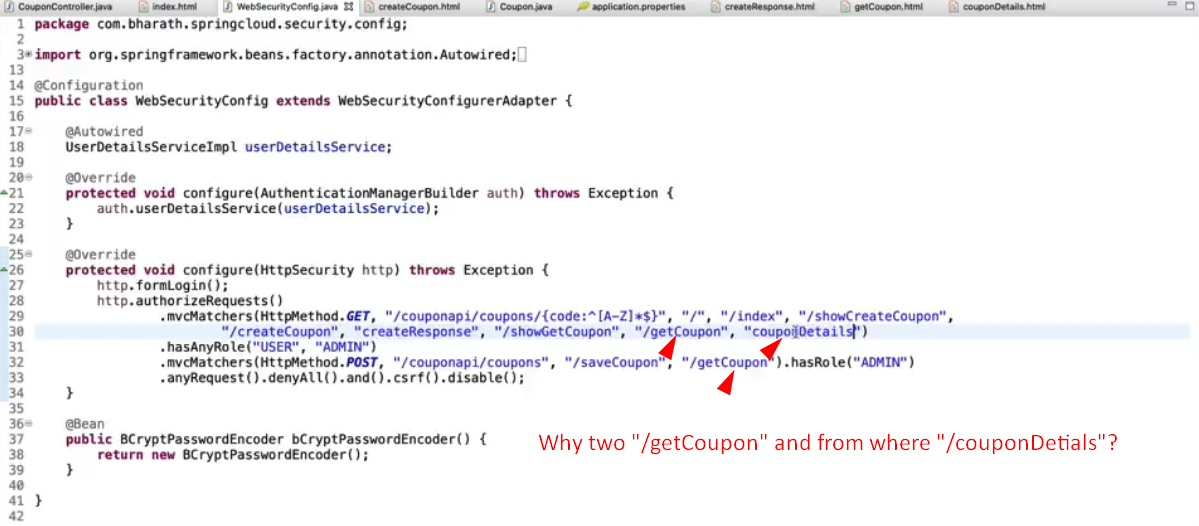 CouponController.java index.html WebSecurityConfig.java createCoupon.html Coupon.java application.properties createResponse.html getCoupon.html couponDetails.html
1 package com.bharath.springcloud.security.config;
2
3 import org.springframework.beans.factory.annotation.Autowired;
13
14 @Configuration
15 public class WebSecurityConfig extends WebSecurityConfigurerAdapter {
16
17 @Autowired
18 UserDetailsServiceImpl userDetailsService;
19
20 @Override
21 protected void configure(AuthenticationManagerBuilder auth) throws Exception {
22 auth.userDetailsService(userDetailsService);
23 }
24
25 @Override
26 protected void configure(HttpSecurity http) throws Exception {
27 http.formLogin();
28 http.authorizeRequests()
29 .mvcMatchers(HttpMethod.GET, "/couponapi/coupons/{code:^[A-Z]*$}", "/", "/index", "/showCreateCoupon",
30 "/createCoupon", "createResponse", "/showGetCoupon", "/getCoupon", "couponDetails")
31 .hasAnyRole("USER", "ADMIN")
32 .mvcMatchers(HttpMethod.POST, "/couponapi/coupons", "/saveCoupon", "/getCoupon").hasRole("ADMIN")
33 .anyRequest().denyAll().and().csrf().disable();
34 }
35
36 @Bean
37 public BCryptPasswordEncoder bCryptPasswordEncoder() {
38 return new BCryptPasswordEncoder();
39 }
40
41 }
42
Why two "/getCoupon" and from where "/couponDetials"?